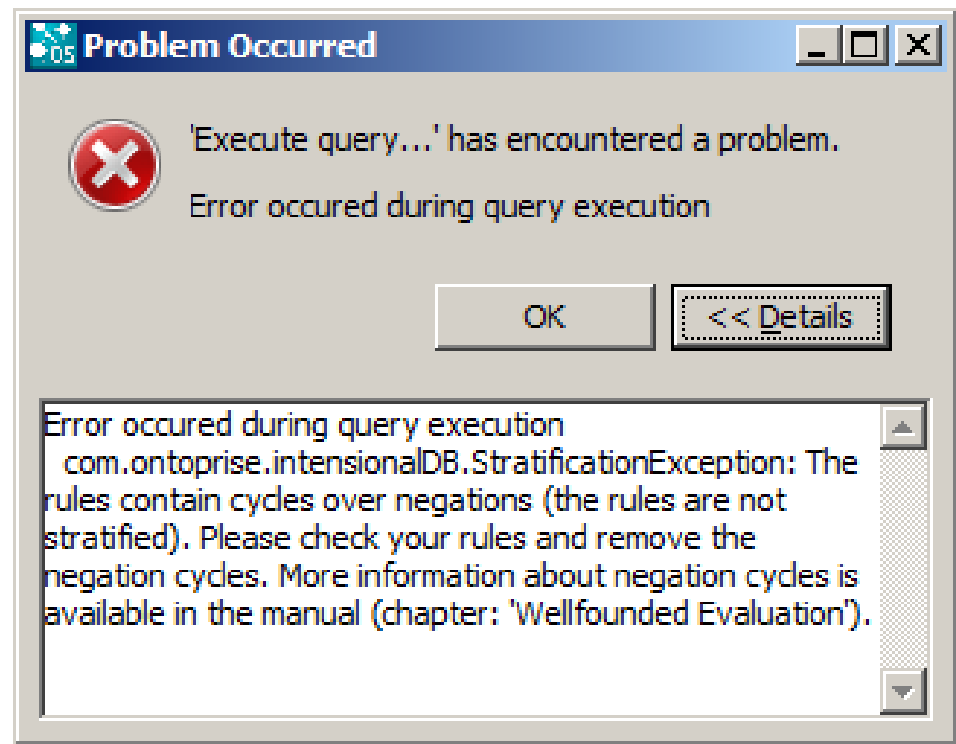 OS Problem Occurred
'Execute query...' has encountered a problem.
Error occured during query execution
OK
<< Details
Error occured during query execution
com.ontoprise.intensionalDB.StratificationException: The
rules contain cycles over negations (the rules are not
stratified). Please check your rules and remove the
negation cycles. More information about negation cycles is
available in the manual (chapter: 'Wellfounded Evaluation').